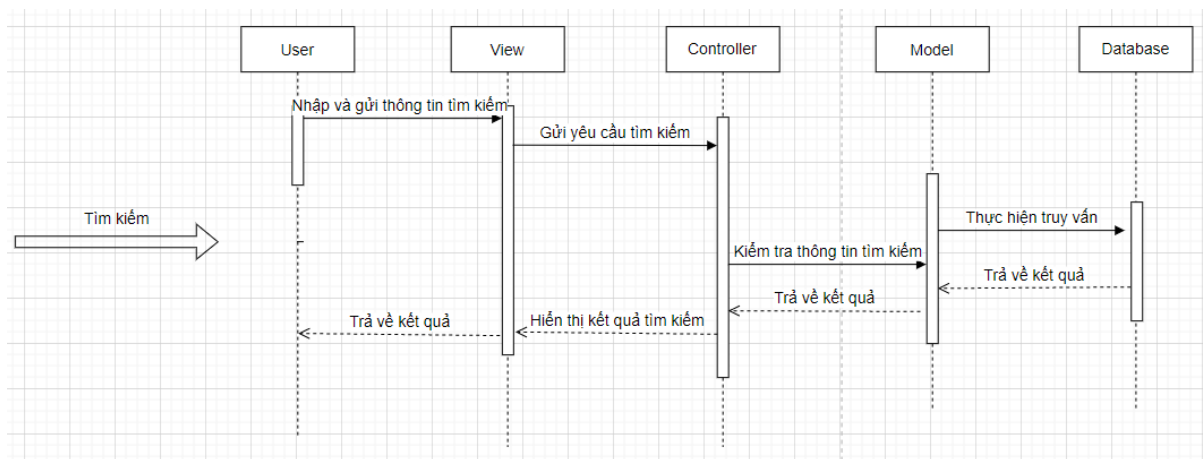 User
View
Controller
Model
Database
Nhập và gửi thông tin tìm kiếm
Gửi yêu cầu tìm kiếm
Tìm kiếm
Thực hiện truy vấn
Kiểm tra thông tin tìm kiếm
Trả về kết quả
Trả về kết quả
Hiển thị kết quả tìm kiếm
Trả về kết quả